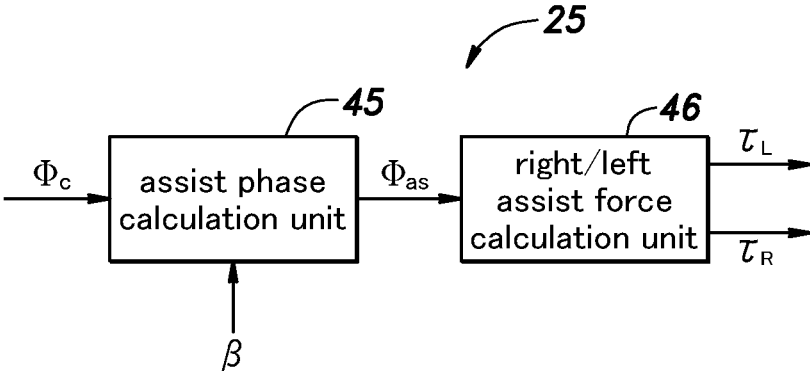 25
45
46
Φc
assist phase
calculation unit
Φas
right/left
assist force
calculation unit
τL
τR
β